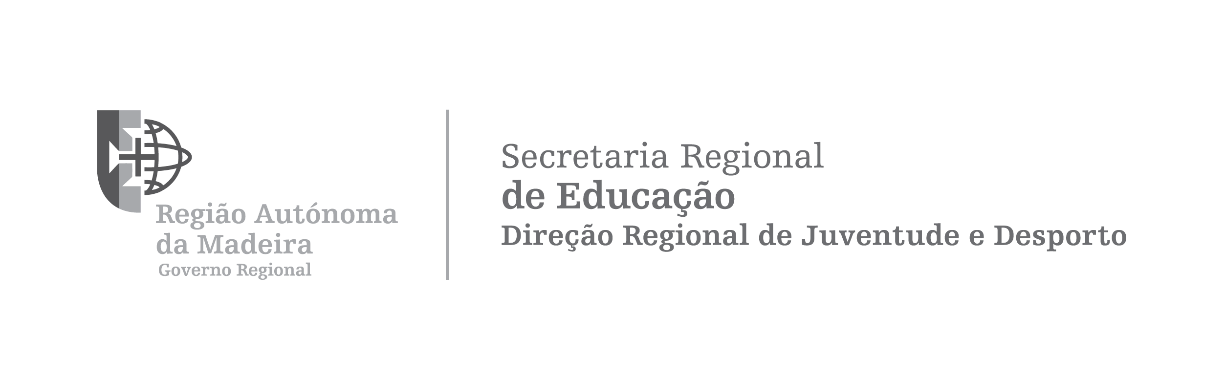 Região Autónoma
da Madeira
Governo Regional
Secretaria Regional
de Educação
Direção Regional de Juventude e Desporto